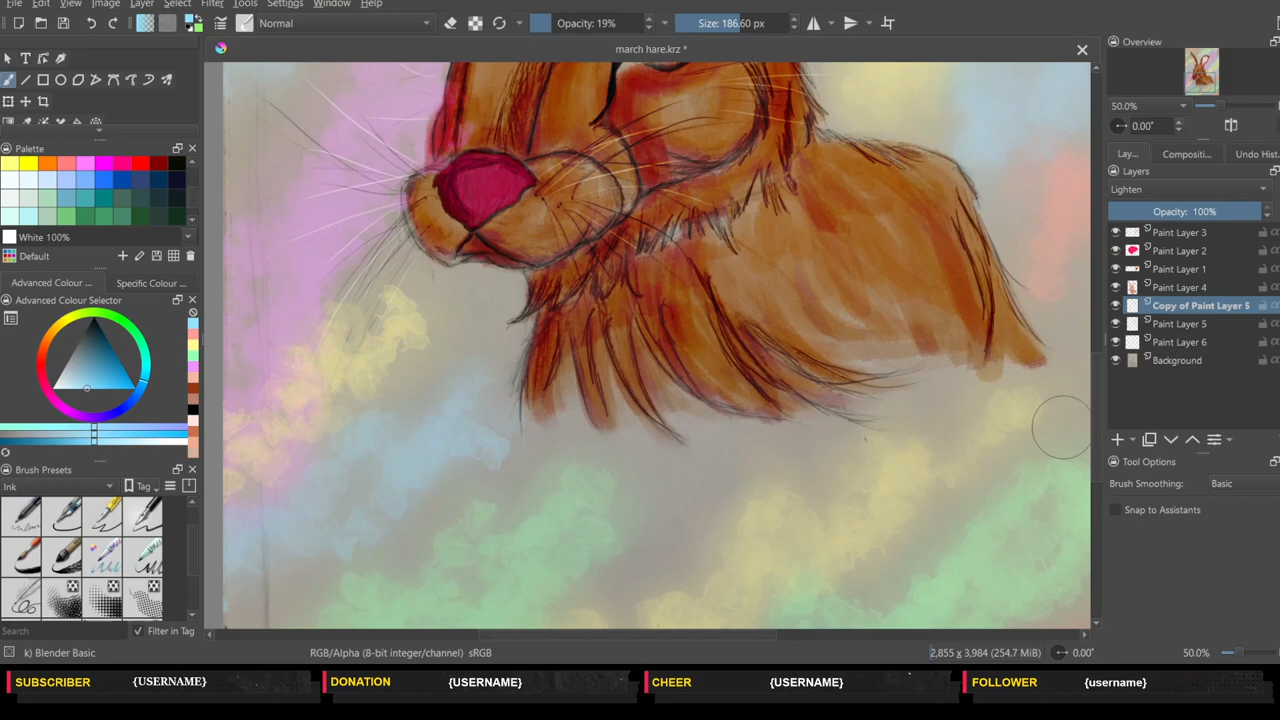 File Edit View Image Layer Select Filter Tools Settings Window Help
Normal Opacity: 19% Size: 186.60 px
march hare.krz *
Overview
50.0%
0.00°
Palette
Lay... Compositi... Undo Hist.
Layers
Lighten
Opacity: 100%
Paint Layer 3
White 100%
Paint Layer 2
Default
Paint Layer 1
Advanced Colour ... Specific Colour ...
Paint Layer 4
Advanced Colour Selector
Copy of Paint Layer 5
Paint Layer 5
Paint Layer 6
Background
Tool Options
Brush Presets
Brush Smoothing: Basic
Ink Tag
Snap to Assistants
Search Filter in Tag
k) Blender Basic RGB/Alpha (8-bit integer/channel) sRGB 2,855 x 3,984 (254.7 MiB) 0.00° 50.0%
SUBSCRIBER {USERNAME} DONATION {USERNAME} CHEER {USERNAME} FOLLOWER {username}